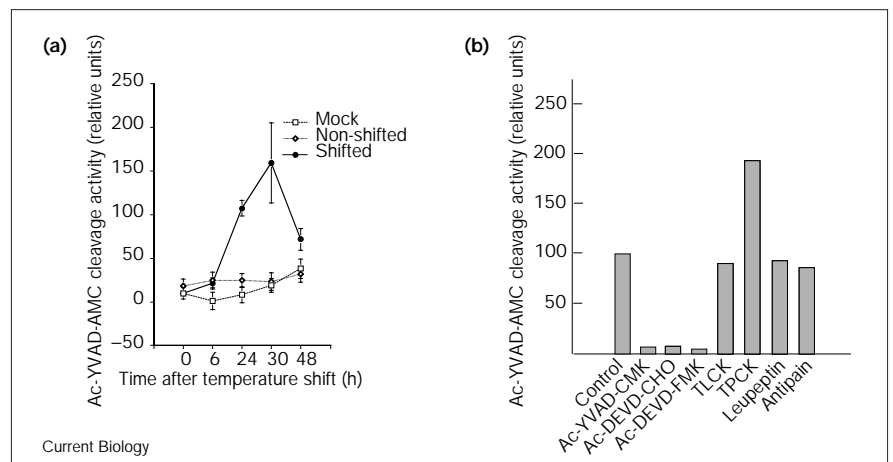 (a)
Ac-YVAD-AMC cleavage activity (relative units)
250
200
150
100
50
0
−50
Mock
Non-shifted
Shifted
0 6 24 30 48
Time after temperature shift (h)
(b)
Ac-YVAD-AMC cleavage activity (relative units)
250
200
150
100
50
Control
Ac-YVAD-CMK
Ac-DEVD-CHO
Ac-DEVD-FMK
TLCK
TPCK
Leupeptin
Antipain
Current Biology